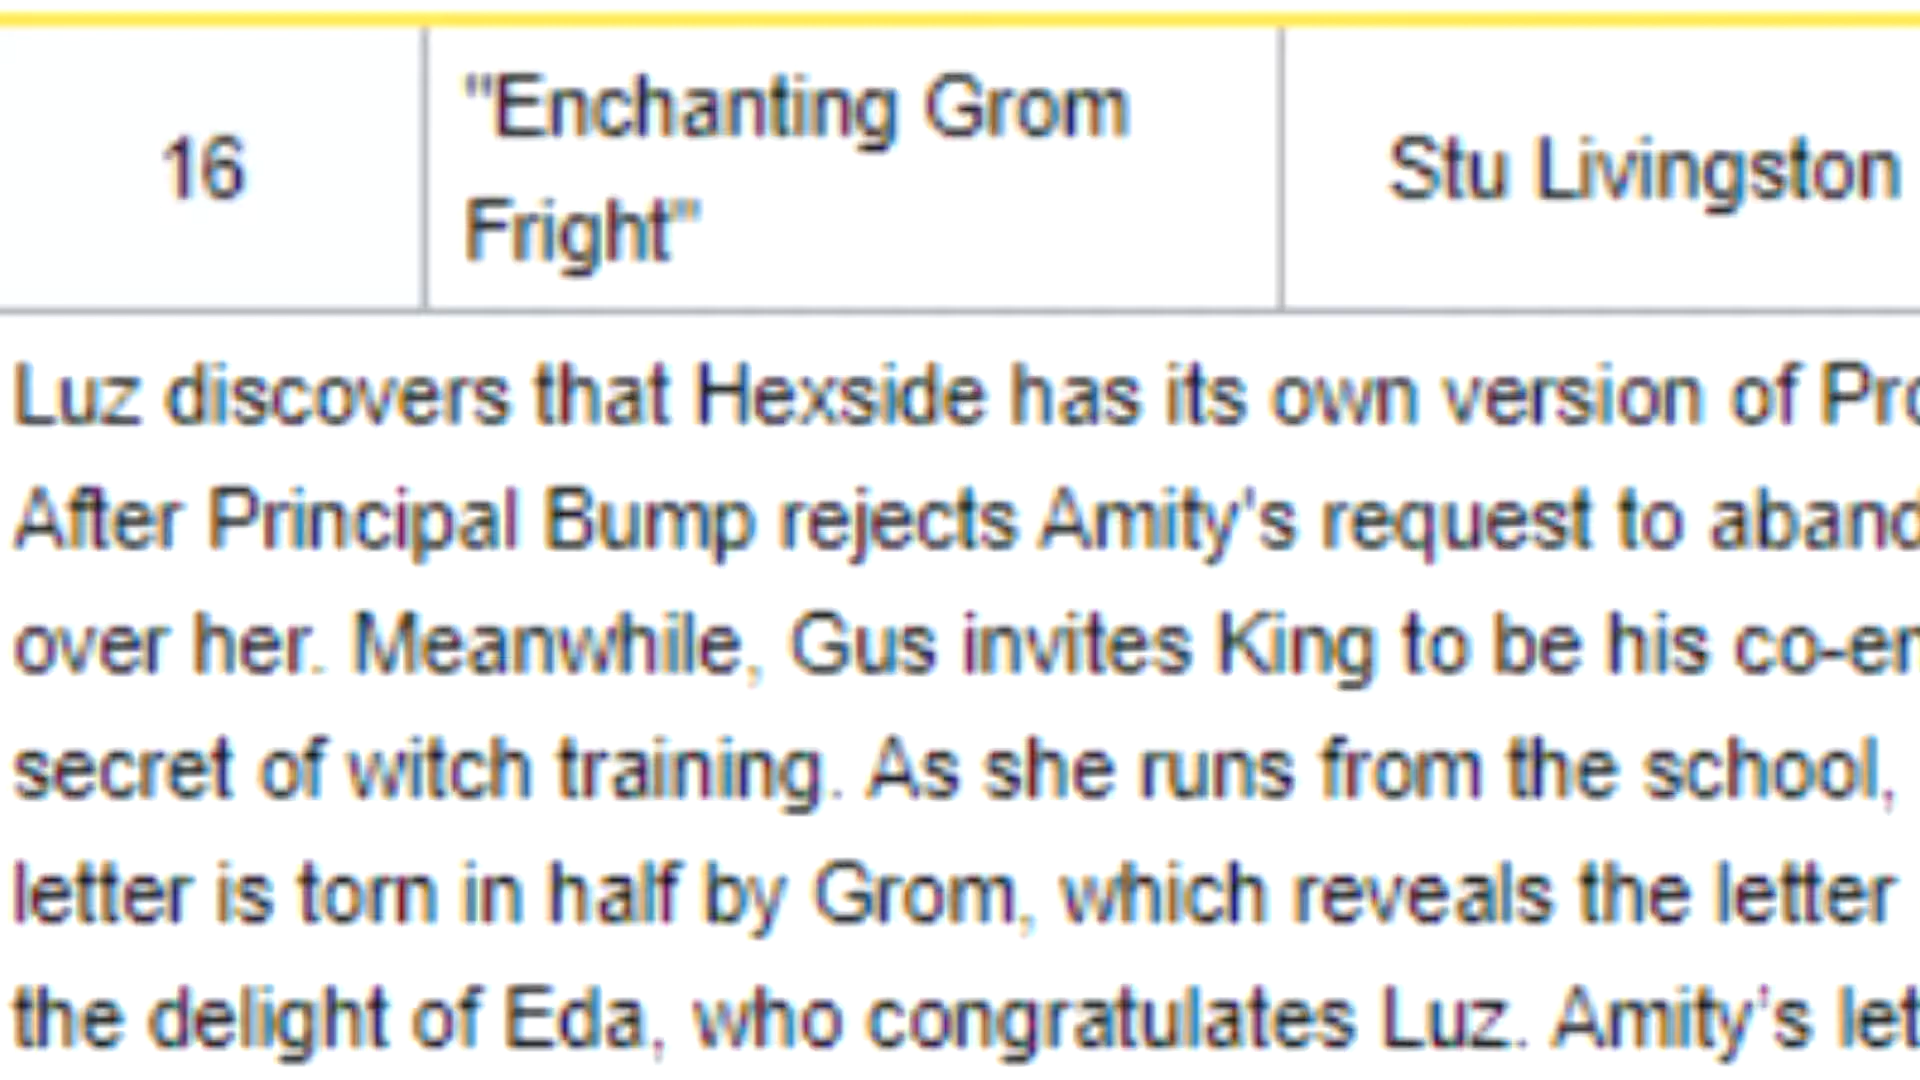 16
"Enchanting Grom
Fright"
Stu Livingston
Luz discovers that Hexside has its own version of
After Principal Bump rejects Amity's request to
over her. Meanwhile, Gus invites King to be his
secret of witch training. As she runs from the school,
letter is torn in half by Grom, which reveals the letter
the delight of Eda, who congratulates Luz. Amity's